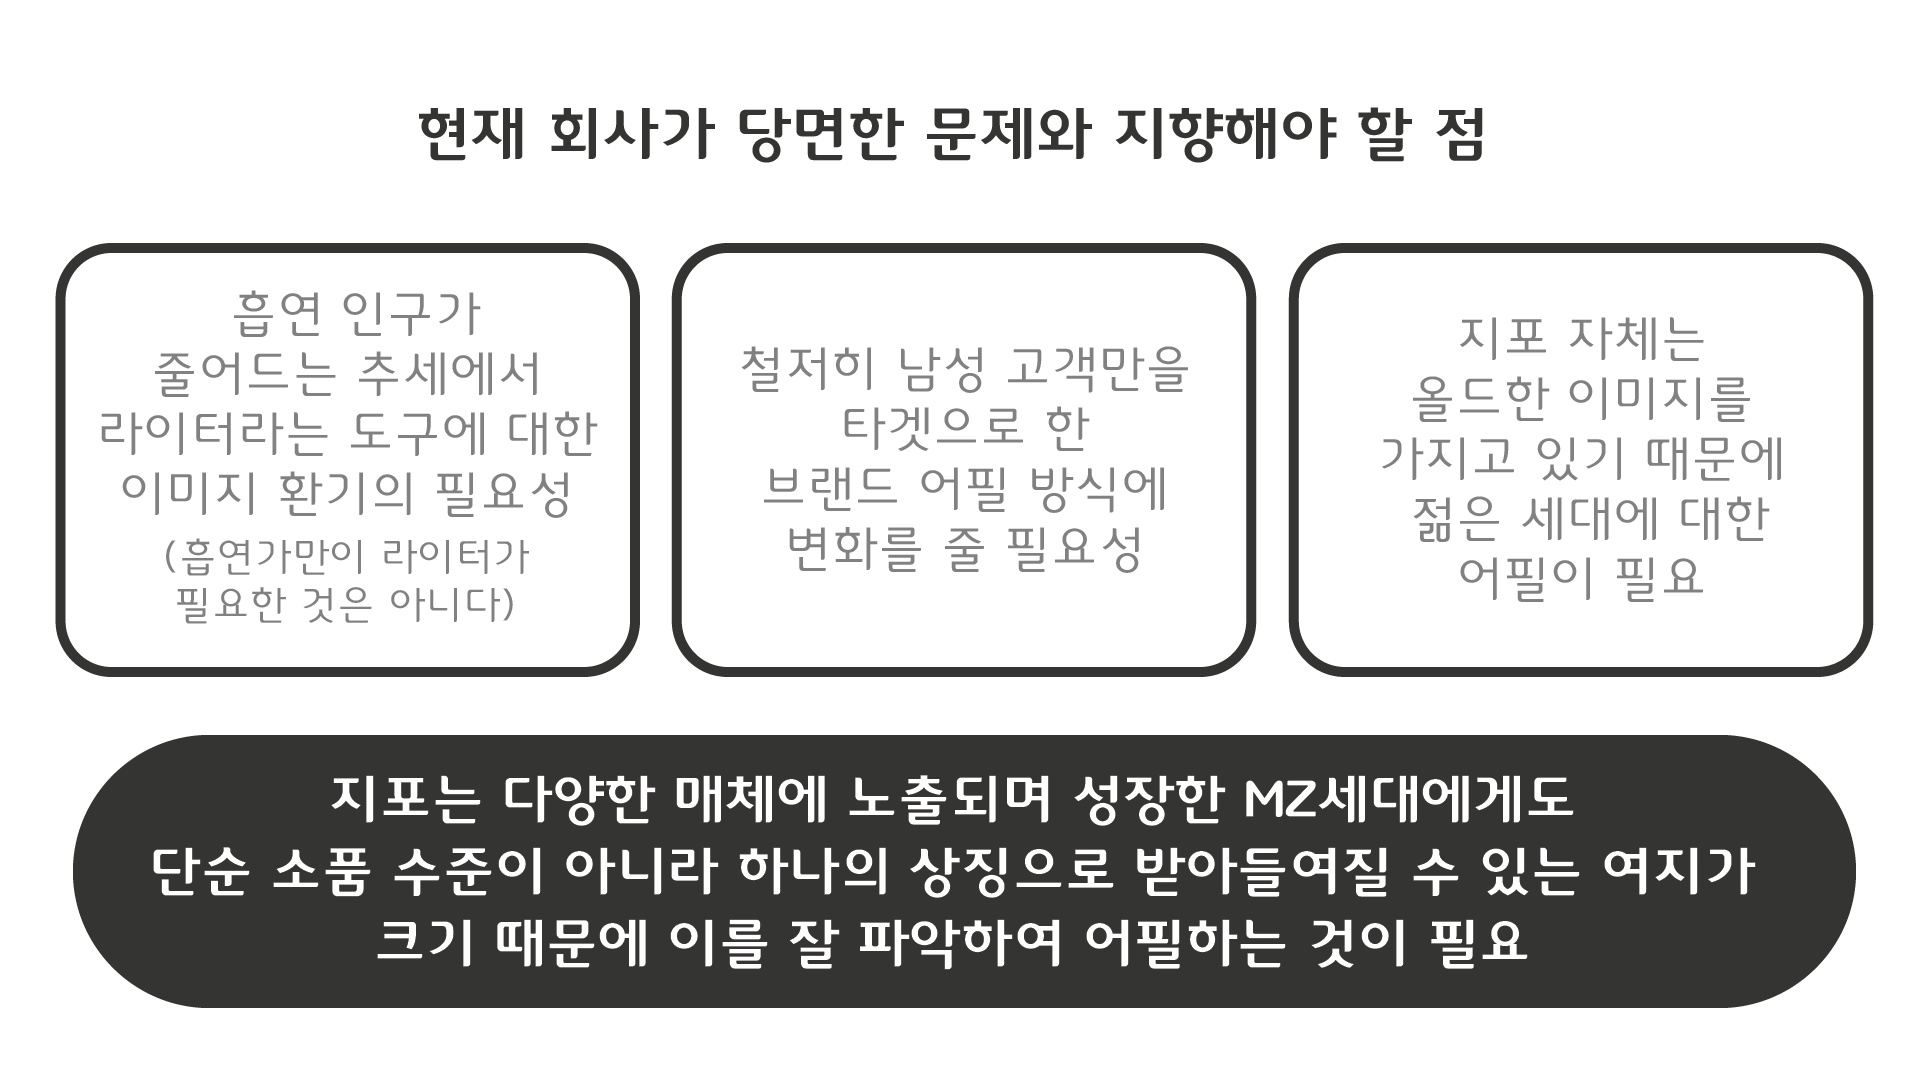 현재 회사가 당면한 문제와 지향해야 할 점
흡연 인구가
줄어드는 추세에서
라이터라는 도구에 대한
이미지 환기의 필요성
(흡연가만이 라이터가
필요한 것은 아니다)
철저히 남성 고객만을
타겟으로 한
브랜드 어필 방식에
변화를 줄 필요성
지포 자체는
올드한 이미지를
가지고 있기 때문에
젊은 세대에 대한
어필이 필요
지포는 다양한 매체에 노출되며 성장한 MZ세대에게도
단순 소품 수준이 아니라 하나의 상징으로 받아들여질 수 있는 여지가
크기 때문에 이를 잘 파악하여 어필하는 것이 필요